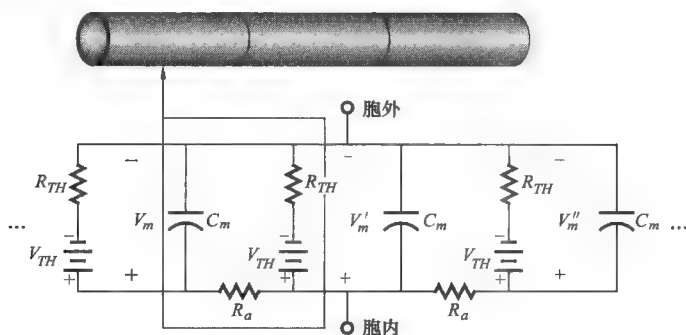 胞外
− − −
R_TH R_TH R_TH
V_m C_m V_m' C_m V_m'' C_m
... ...
− − −
V_TH V_TH V_TH
+ + + + + +
R_a R_a
胞内